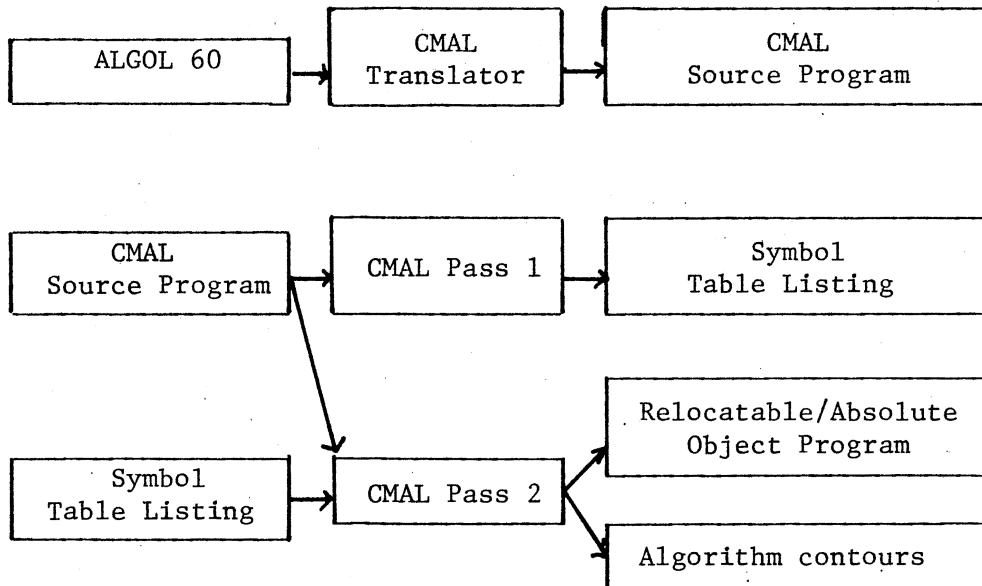 ALGOL 60
CMAL
Translator
CMAL
Source Program
CMAL
Source Program
CMAL Pass 1
Symbol
Table Listing
Symbol
Table Listing
CMAL Pass 2
Relocatable/Absolute
Object Program
Algorithm contours